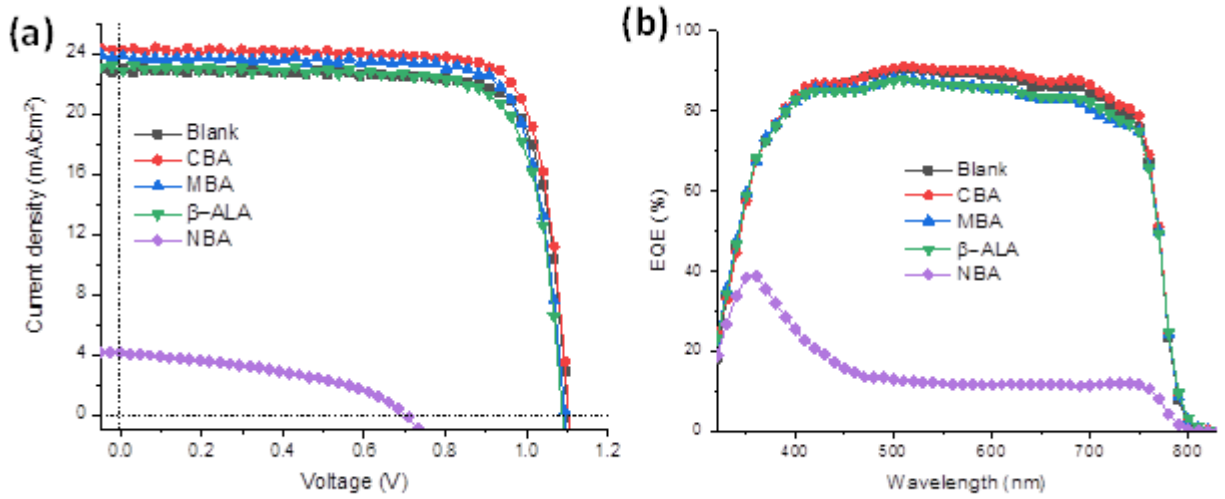 (a)
Current density (mA/cm²)
24
20
16
12
8
4
0
Blank
CBA
MBA
β−ALA
NBA
0.0 0.2 0.4 0.6 0.8 1.0 1.2
Voltage (V)
(b)
EQE (%)
100
80
60
40
20
0
Blank
CBA
MBA
β−ALA
NBA
400 500 600 700 800
Wavelength (nm)